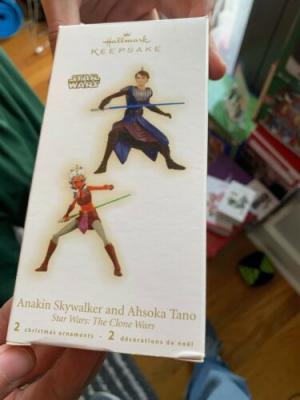 Hallmark
KEEPSAKE
STAR
WARS
Anakin Skywalker and Ahsoka Tano
Star Wars: The Clone Wars
2 christmas ornaments - 2 décorations de noël